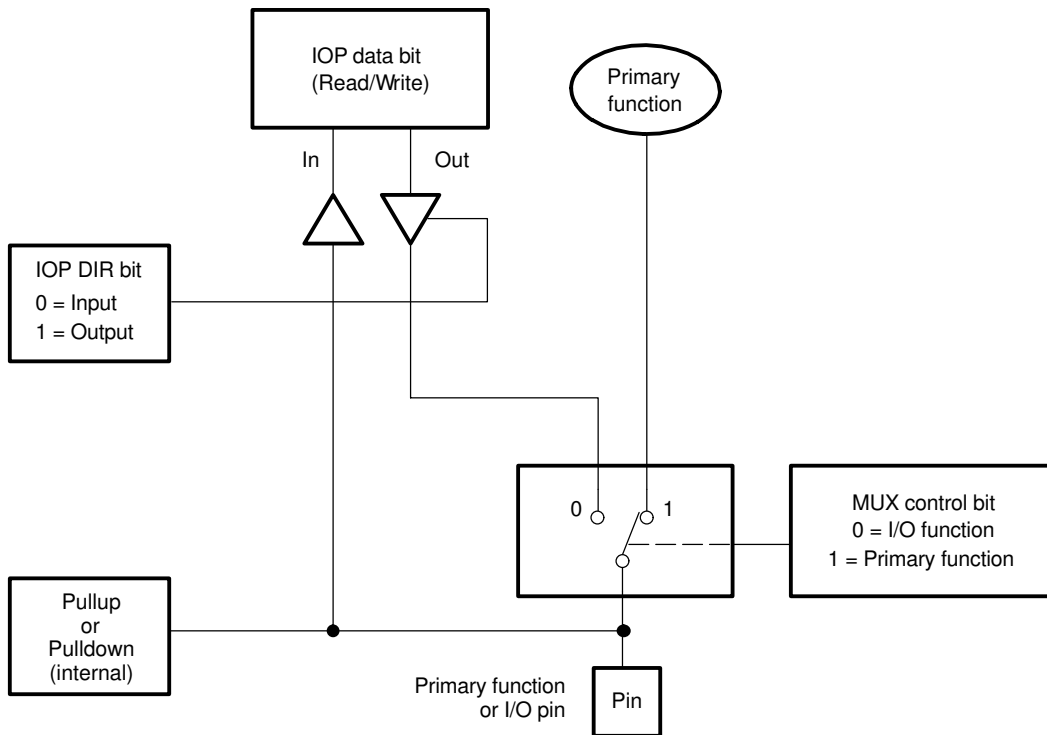 IOP data bit
(Read/Write)
Primary
function
In
Out
IOP DIR bit
0 = Input
1 = Output
0
1
MUX control bit
0 = I/O function
1 = Primary function
Pullup
or
Pulldown
(internal)
Primary function
or I/O pin
Pin